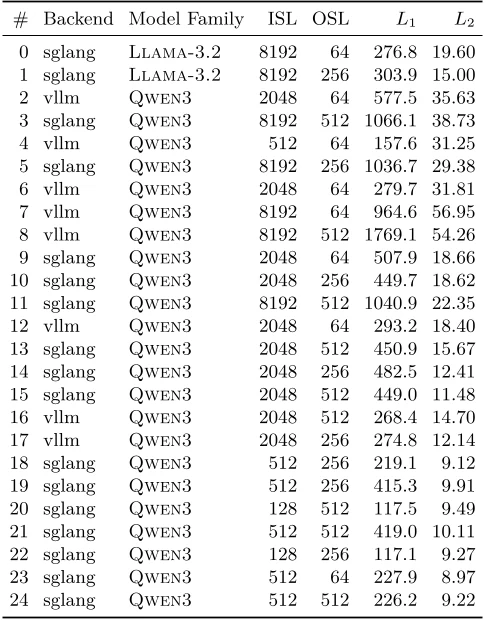 # Backend Model Family ISL OSL L₁ L₂
0 sglang Llama-3.2 8192 64 276.8 19.60
1 sglang Llama-3.2 8192 256 303.9 15.00
2 vllm Qwen3 2048 64 577.5 35.63
3 sglang Qwen3 8192 512 1066.1 38.73
4 vllm Qwen3 512 64 157.6 31.25
5 sglang Qwen3 8192 256 1036.7 29.38
6 vllm Qwen3 2048 64 279.7 31.81
7 vllm Qwen3 8192 64 964.6 56.95
8 vllm Qwen3 8192 512 1769.1 54.26
9 sglang Qwen3 2048 64 507.9 18.66
10 sglang Qwen3 2048 256 449.7 18.62
11 sglang Qwen3 8192 512 1040.9 22.35
12 vllm Qwen3 2048 64 293.2 18.40
13 sglang Qwen3 2048 512 450.9 15.67
14 sglang Qwen3 2048 256 482.5 12.41
15 sglang Qwen3 2048 512 449.0 11.48
16 vllm Qwen3 2048 512 268.4 14.70
17 vllm Qwen3 2048 256 274.8 12.14
18 sglang Qwen3 512 256 219.1 9.12
19 sglang Qwen3 512 256 415.3 9.91
20 sglang Qwen3 128 512 117.5 9.49
21 sglang Qwen3 512 512 419.0 10.11
22 sglang Qwen3 128 256 117.1 9.27
23 sglang Qwen3 512 64 227.9 8.97
24 sglang Qwen3 512 512 226.2 9.22